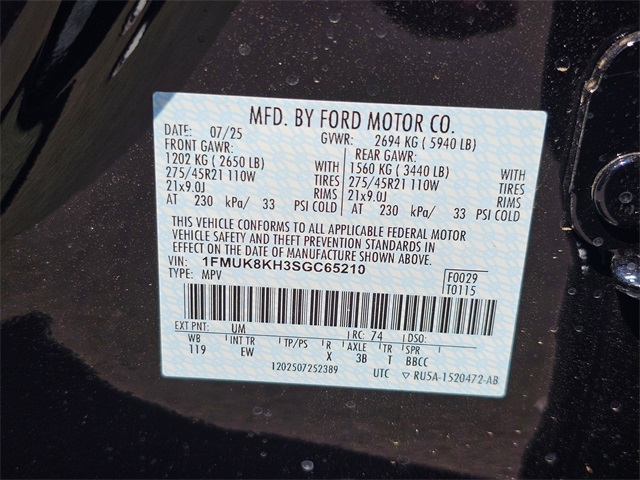 MFD. BY FORD MOTOR CO.
DATE: 07/25 GVWR: 2694 KG ( 5940 LB)
FRONT GAWR: REAR GAWR:
1202 KG ( 2650 LB) WITH 1560 KG ( 3440 LB) WITH
275/45R21 110W TIRES 275/45R21 110W TIRES
21x9.0J RIMS 21x9.0J RIMS
AT 230 kPa/ 33 PSI COLD AT 230 kPa/ 33 PSI COLD
THIS VEHICLE CONFORMS TO ALL APPLICABLE FEDERAL MOTOR
VEHICLE SAFETY AND THEFT PREVENTION STANDARDS IN
EFFECT ON THE DATE OF MANUFACTURE SHOWN ABOVE.
VIN: 1FMUK8KH3SGC65210 F0029
TYPE: MPV T0115
EXT PNT: UM RC: 74 DSO:
WB INT TR TP/PS R AXLE TR SPR
119 EW X 3B T BBCC
1202507252389 UTC ▽ RU5A-1520472-AB